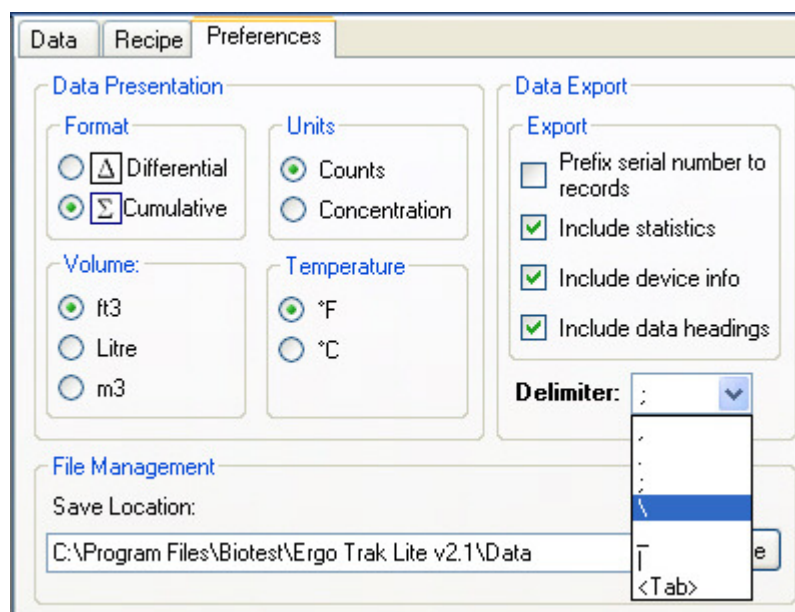 Data Recipe Preferences
Data Presentation
Format
Δ Differential
Σ Cumulative
Units
Counts
Concentration
Volume:
ft3
Litre
m3
Temperature
°F
°C
Data Export
Export
Prefix serial number to
records
Include statistics
Include device info
Include data headings
Delimiter: ;
,
.
;
\
_
|
<Tab>
File Management
Save Location:
C:\Program Files\Biotest\Ergo Trak Lite v2.1\Data